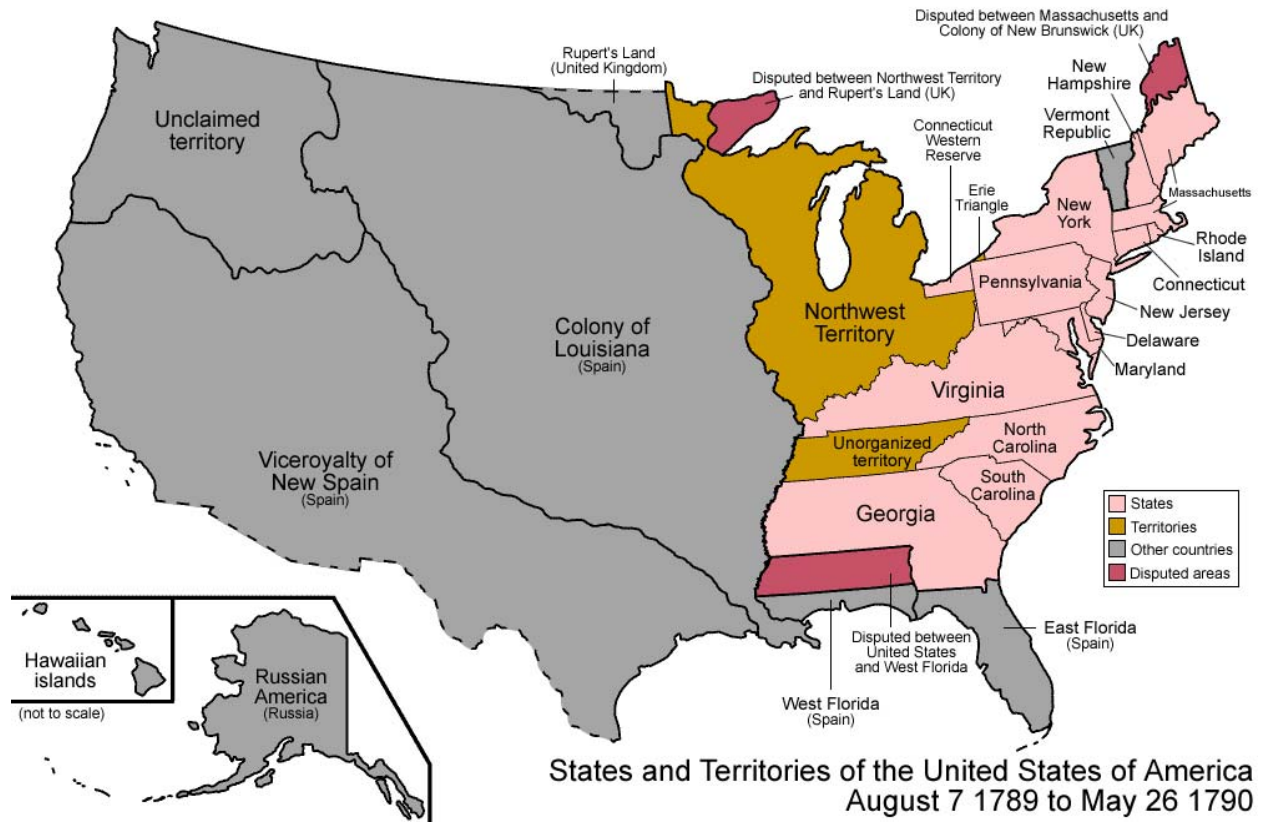 Disputed between Massachusetts and
Colony of New Brunswick (UK)
Rupert's Land
(United Kingdom)
Disputed between Northwest Territory
and Rupert's Land (UK)
New
Hampshire
Vermont
Republic
Connecticut
Western
Reserve
Unclaimed
territory
Erie
Triangle
Massachusetts
New
York
Rhode
Island
Connecticut
Pennsylvania
New Jersey
Northwest
Territory
Delaware
Maryland
Colony of
Louisiana
(Spain)
Virginia
North
Carolina
Unorganized
territory
Viceroyalty of
New Spain
(Spain)
South
Carolina
Georgia
States
Territories
Other countries
Disputed areas
Disputed between
United States
and West Florida
East Florida
(Spain)
West Florida
(Spain)
Hawaiian
islands
(not to scale)
Russian
America
(Russia)
States and Territories of the United States of America
August 7 1789 to May 26 1790